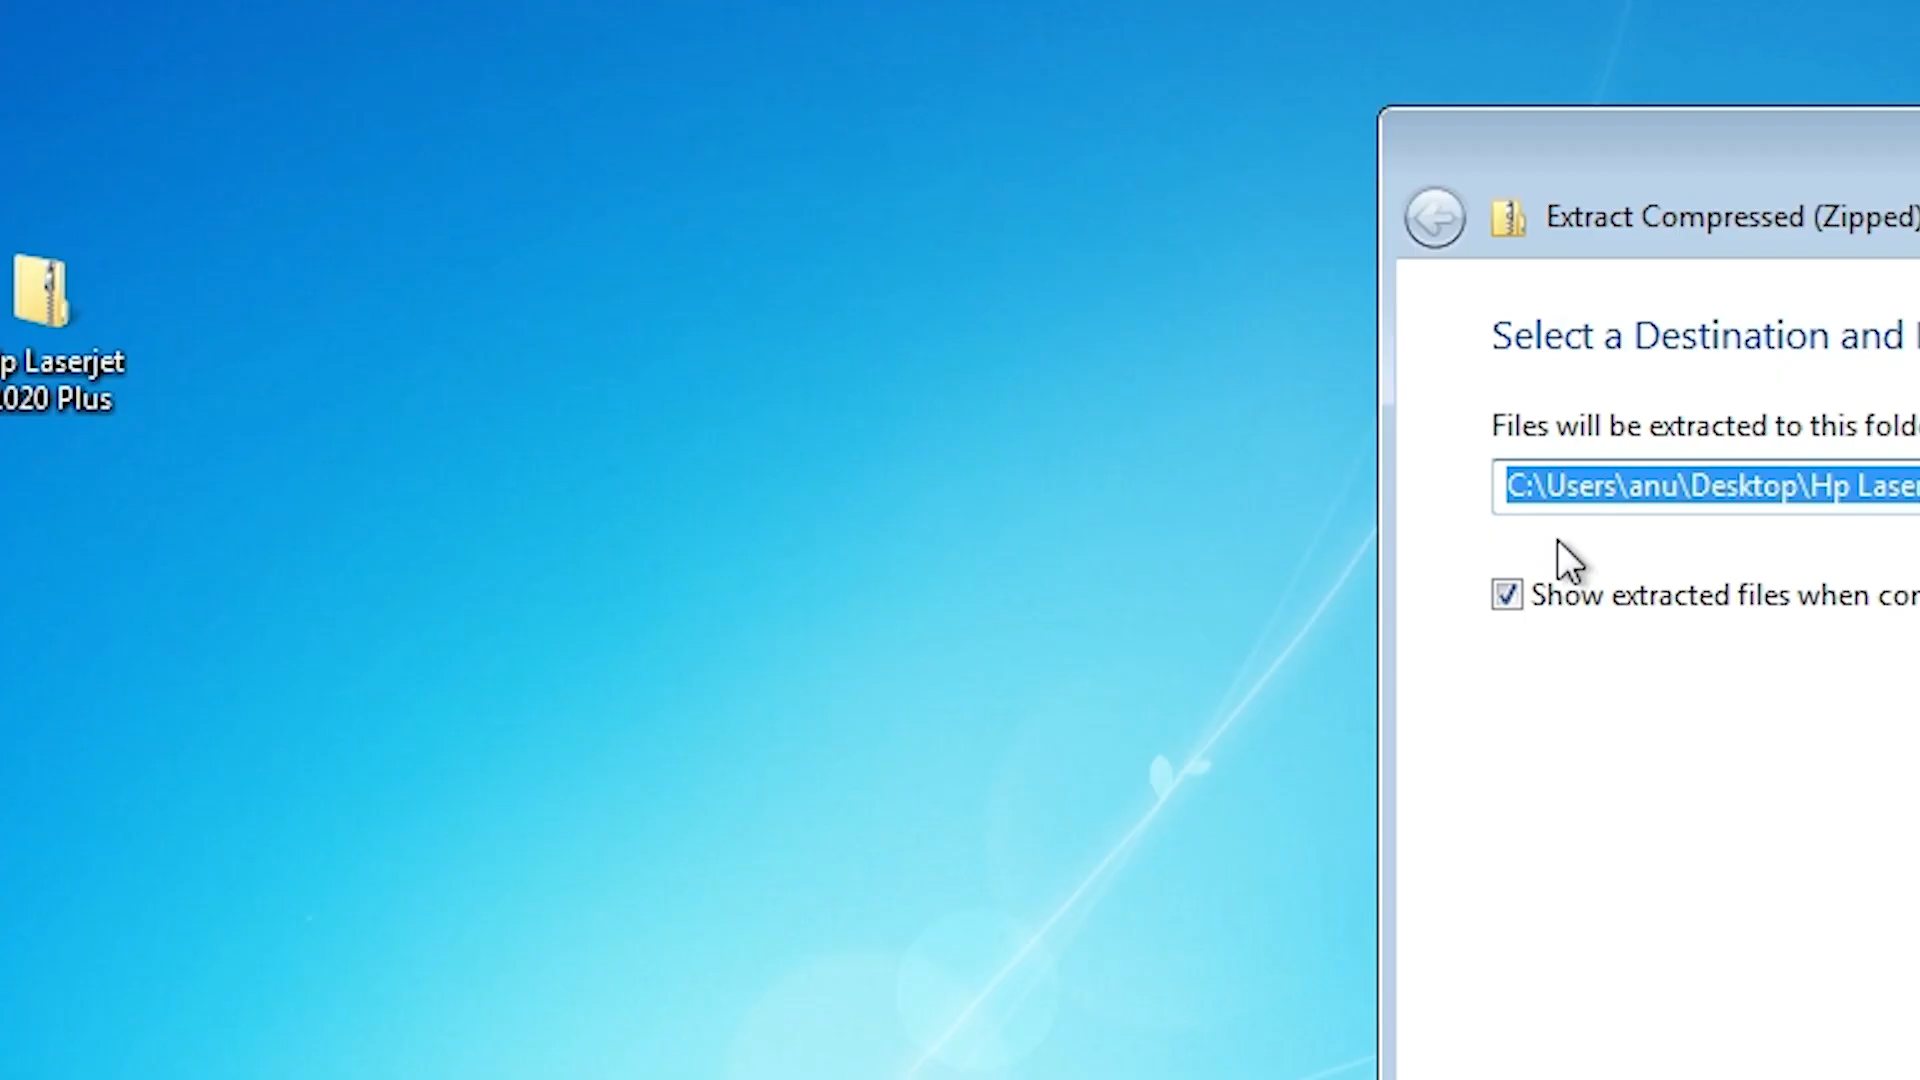 p Laserjet
020 Plus
Extract Compressed (Zipped)
Select a Destination and
Files will be extracted to this fold
C:\Users\anu\Desktop\Hp Laser
Show extracted files when co